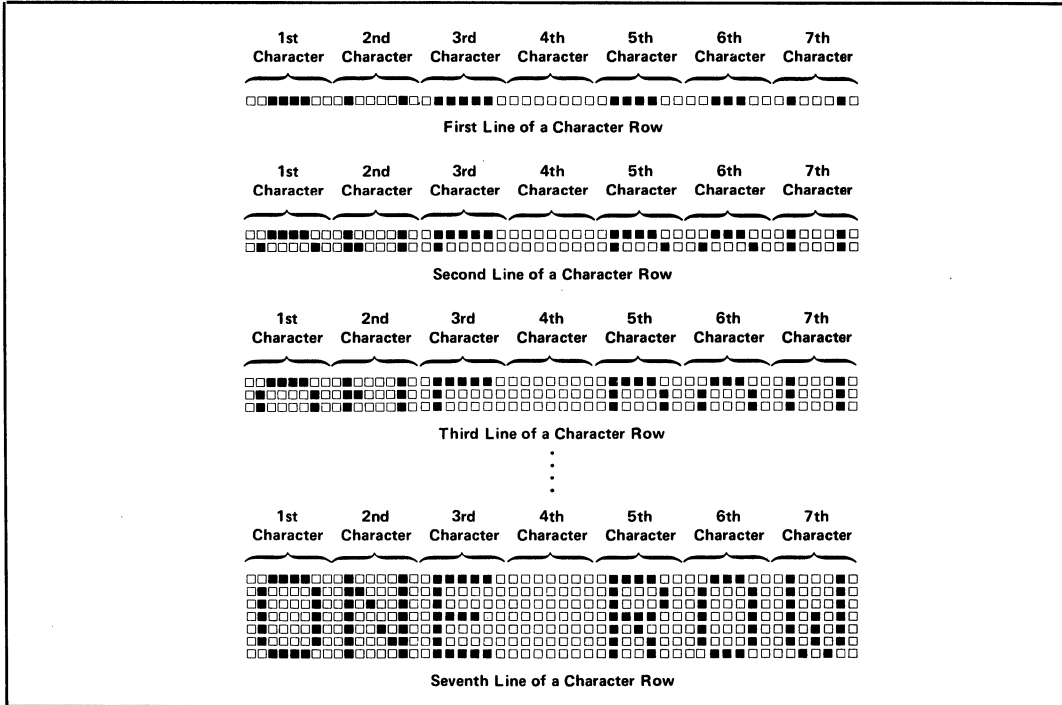 1st 2nd 3rd 4th 5th 6th 7th
Character Character Character Character Character Character Character
First Line of a Character Row
1st 2nd 3rd 4th 5th 6th 7th
Character Character Character Character Character Character Character
Second Line of a Character Row
1st 2nd 3rd 4th 5th 6th 7th
Character Character Character Character Character Character Character
Third Line of a Character Row
1st 2nd 3rd 4th 5th 6th 7th
Character Character Character Character Character Character Character
ONE ROW
Seventh Line of a Character Row